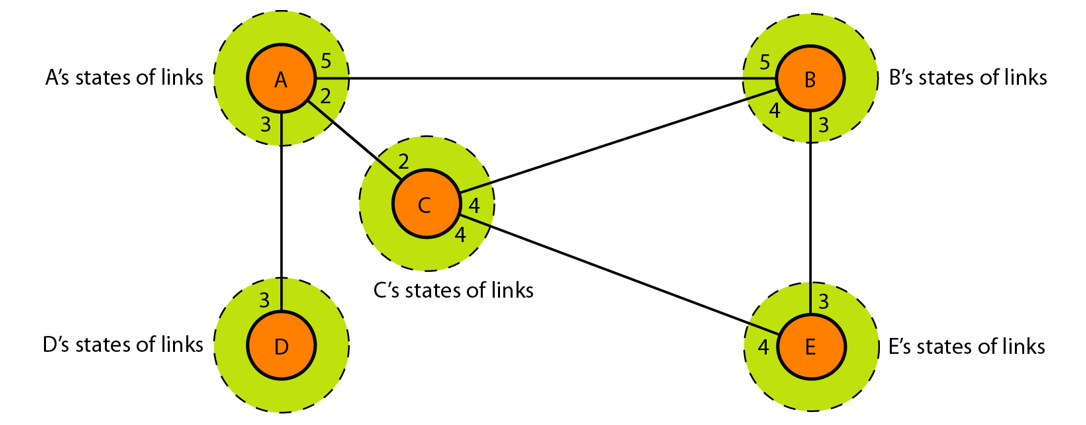 5
5
A's states of links
A
B
B's states of links
2
4
3
3
2
C
4
4
C's states of links
3
3
D's states of links
D
4
E
E's states of links